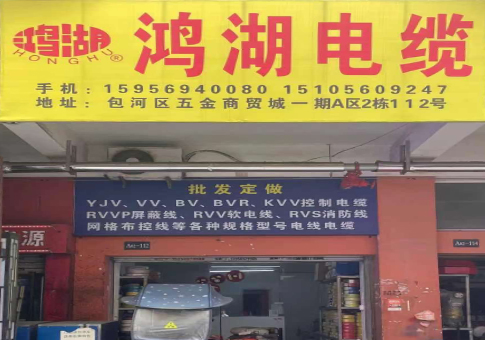 鸿湖
HONGHU®
鸿湖电缆
手机：15956940080 15105609247
地址：包河区五金商贸城一期A区2栋112号
批发定做
YJV、VV、BV、BVR、KVV控制电缆
RVVP屏蔽线、RVV软电线、RVS消防线
网格布控线等各种规格型号电线电缆
源
A02-112
A02-114